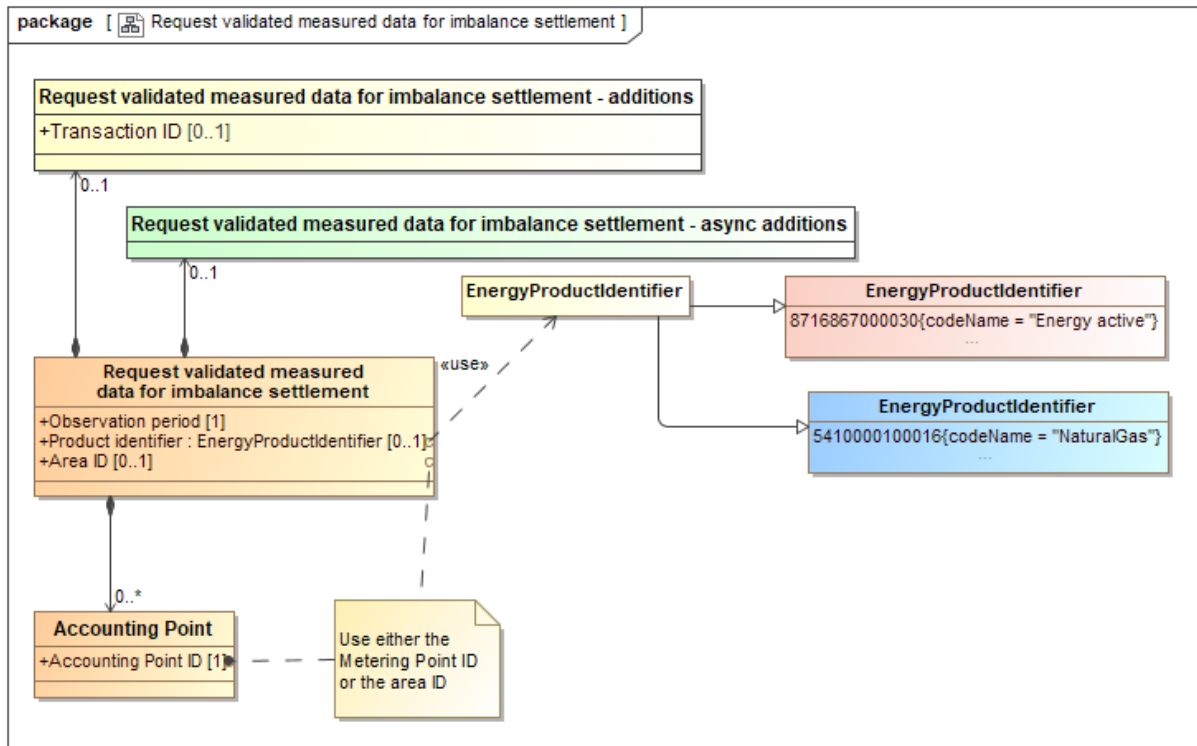 package [ Request validated measured data for imbalance settlement ]
Request validated measured data for imbalance settlement - additions
+Transaction ID [0..1]
0..1
Request validated measured data for imbalance settlement - async additions
0..1
EnergyProductIdentifier
EnergyProductIdentifier
8716867000030{codeName = "Energy active"}
...
«use»
Request validated measured
data for imbalance settlement
+Observation period [1]
+Product identifier : EnergyProductIdentifier [0..1]
+Area ID [0..1]
EnergyProductIdentifier
5410000100016{codeName = "NaturalGas"}
...
0..*
Accounting Point
+Accounting Point ID [1]
Use either the
Metering Point ID
or the area ID